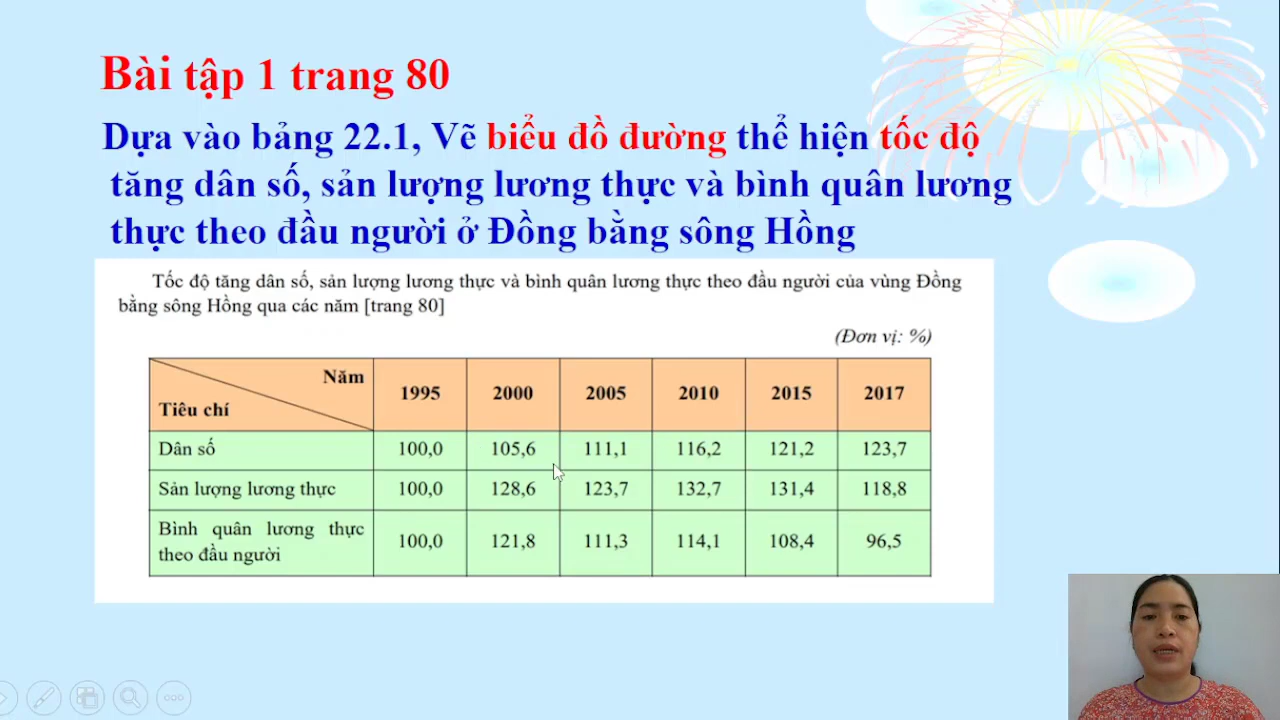 Bài tập 1 trang 80
Dựa vào bảng 22.1, Vẽ biểu đồ đường thể hiện tốc độ
tăng dân số, sản lượng lương thực và bình quân lương
thực theo đầu người ở Đồng bằng sông Hồng
Tốc độ tăng dân số, sản lượng lương thực và bình quân lương thực theo đầu người của vùng Đồng
bằng sông Hồng qua các năm [trang 80]
(Đơn vị: %)
Năm
Tiêu chí
1995 2000 2005 2010 2015 2017
Dân số 100,0 105,6 111,1 116,2 121,2 123,7
Sản lượng lương thực 100,0 128,6 123,7 132,7 131,4 118,8
Bình quân lương thực
theo đầu người 100,0 121,8 111,3 114,1 108,4 96,5